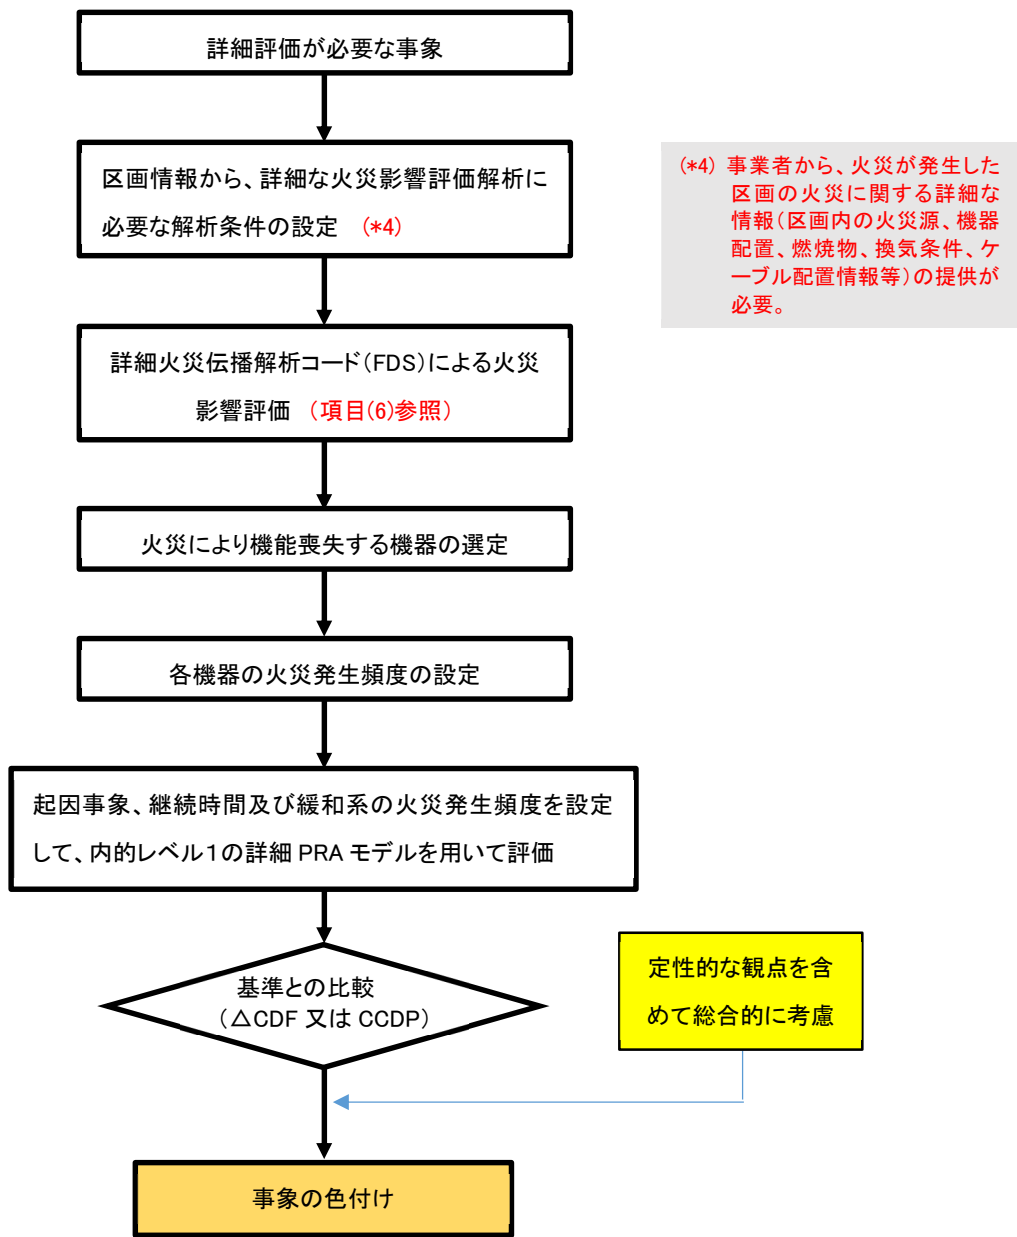 詳細評価が必要な事象
区画情報から、詳細な火災影響評価解析に
必要な解析条件の設定 (*4)
(*4) 事業者から、火災が発生した
区画の火災に関する詳細な
情報(区画内の火災源、機器
配置、燃焼物、換気条件、ケ
ーブル配置情報等)の提供が
必要。
詳細火災伝播解析コード(FDS)による火災
影響評価 (項目(6)参照)
火災により機能喪失する機器の選定
各機器の火災発生頻度の設定
起因事象、継続時間及び緩和系の火災発生頻度を設定
して、内的レベル1の詳細 PRA モデルを用いて評価
基準との比較
(△CDF 又は CCDP)
定性的な観点を含
めて総合的に考慮
事象の色付け